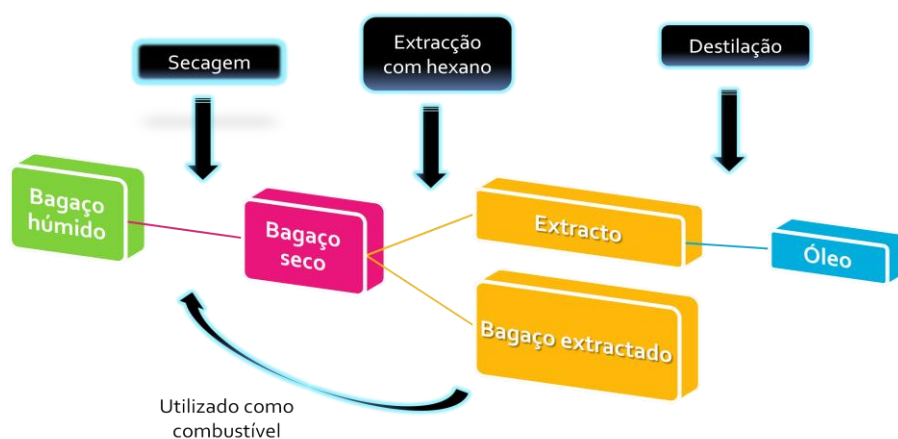 Secagem
Extracção
com hexano
Destilação
Bagaço
húmido
Bagaço
seco
Extracto
Óleo
Bagaço extractado
Utilizado como
combustível